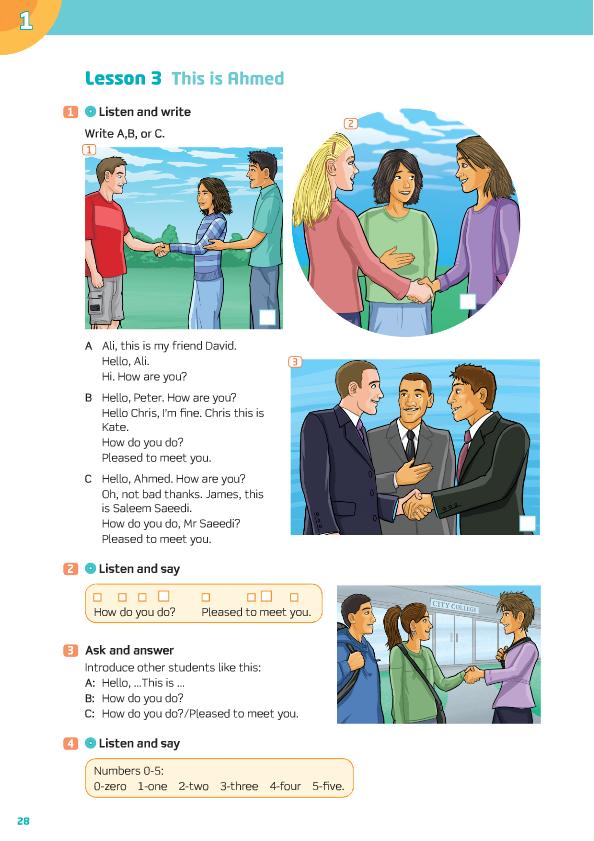 1
Lesson 3 This is Ahmed
1 Listen and write
Write A,B, or C.
1
2
A Ali, this is my friend David.
Hello, Ali.
Hi. How are you?
3
B Hello, Peter. How are you?
Hello Chris, I'm fine. Chris this is
Kate.
How do you do?
Pleased to meet you.
C Hello, Ahmed. How are you?
Oh, not bad thanks. James, this
is Saleem Saeedi.
How do you do, Mr Saeedi?
Pleased to meet you.
2 Listen and say
How do you do? Pleased to meet you.
CITY COLLEGE
3 Ask and answer
Introduce other students like this:
A: Hello, ...This is ...
B: How do you do?
C: How do you do?/Pleased to meet you.
4 Listen and say
Numbers 0-5:
0-zero 1-one 2-two 3-three 4-four 5-five.
28